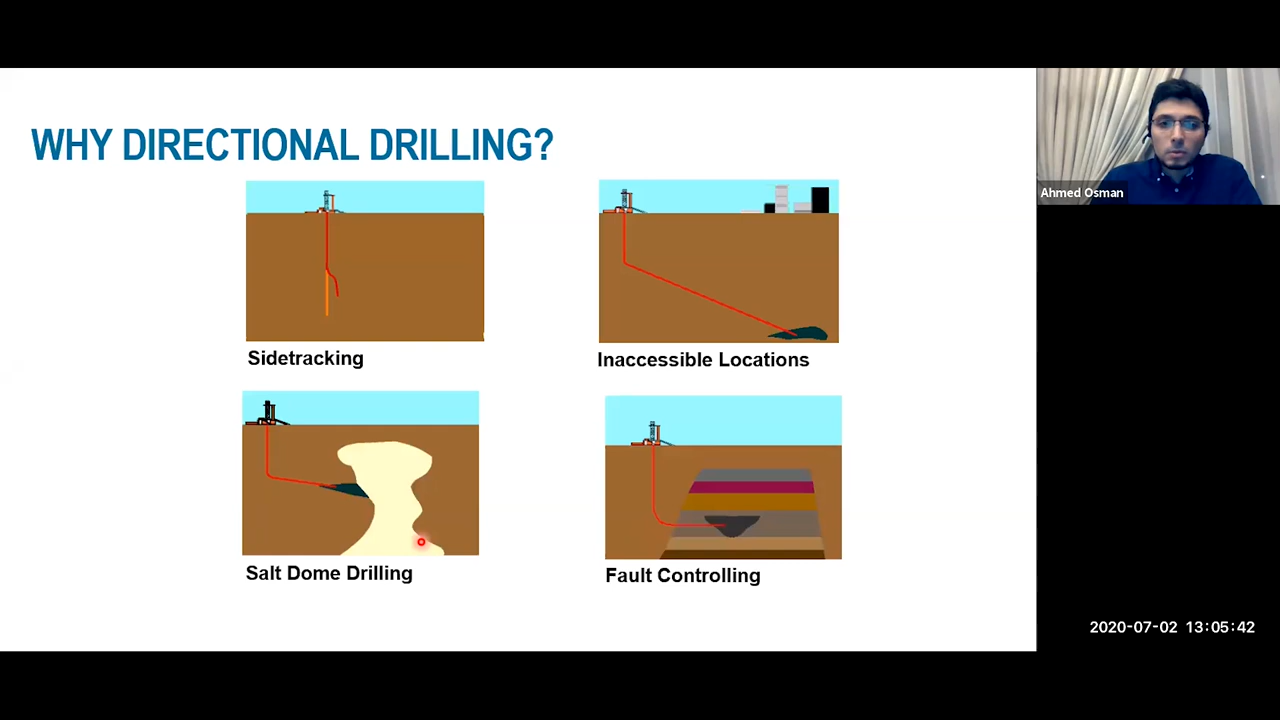 WHY DIRECTIONAL DRILLING?
Sidetracking
Inaccessible Locations
Salt Dome Drilling
Fault Controlling
Ahmed Osman
2020-07-02 13:05:42